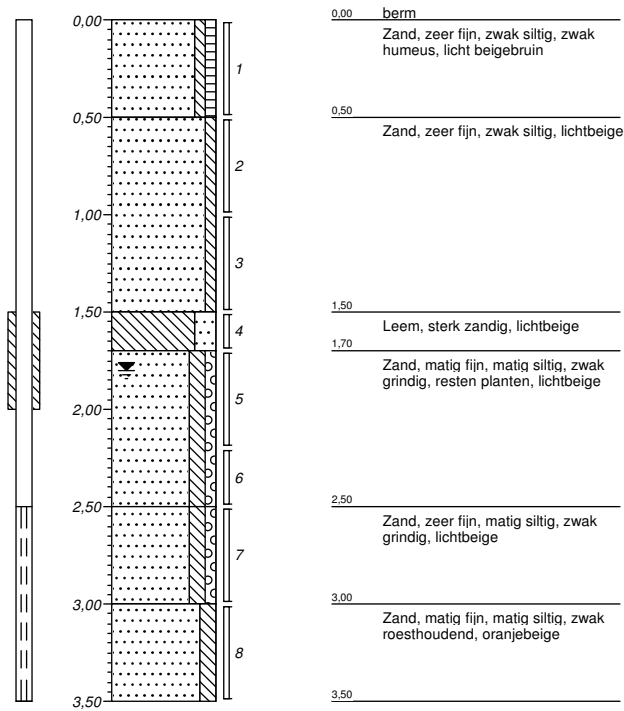 0,00
0,50
1,00
1,50
2,00
2,50
3,00
3,50
1
2
3
4
5
6
7
8
0,00 berm
Zand, zeer fijn, zwak siltig, zwak
humeus, licht beigebruin
0,50
Zand, zeer fijn, zwak siltig, lichtbeige
1,50
Leem, sterk zandig, lichtbeige
1,70
Zand, matig fijn, matig siltig, zwak
grindig, resten planten, lichtbeige
2,50
Zand, zeer fijn, matig siltig, zwak
grindig, lichtbeige
3,00
Zand, matig fijn, matig siltig, zwak
roesthoudend, oranjebeige
3,50